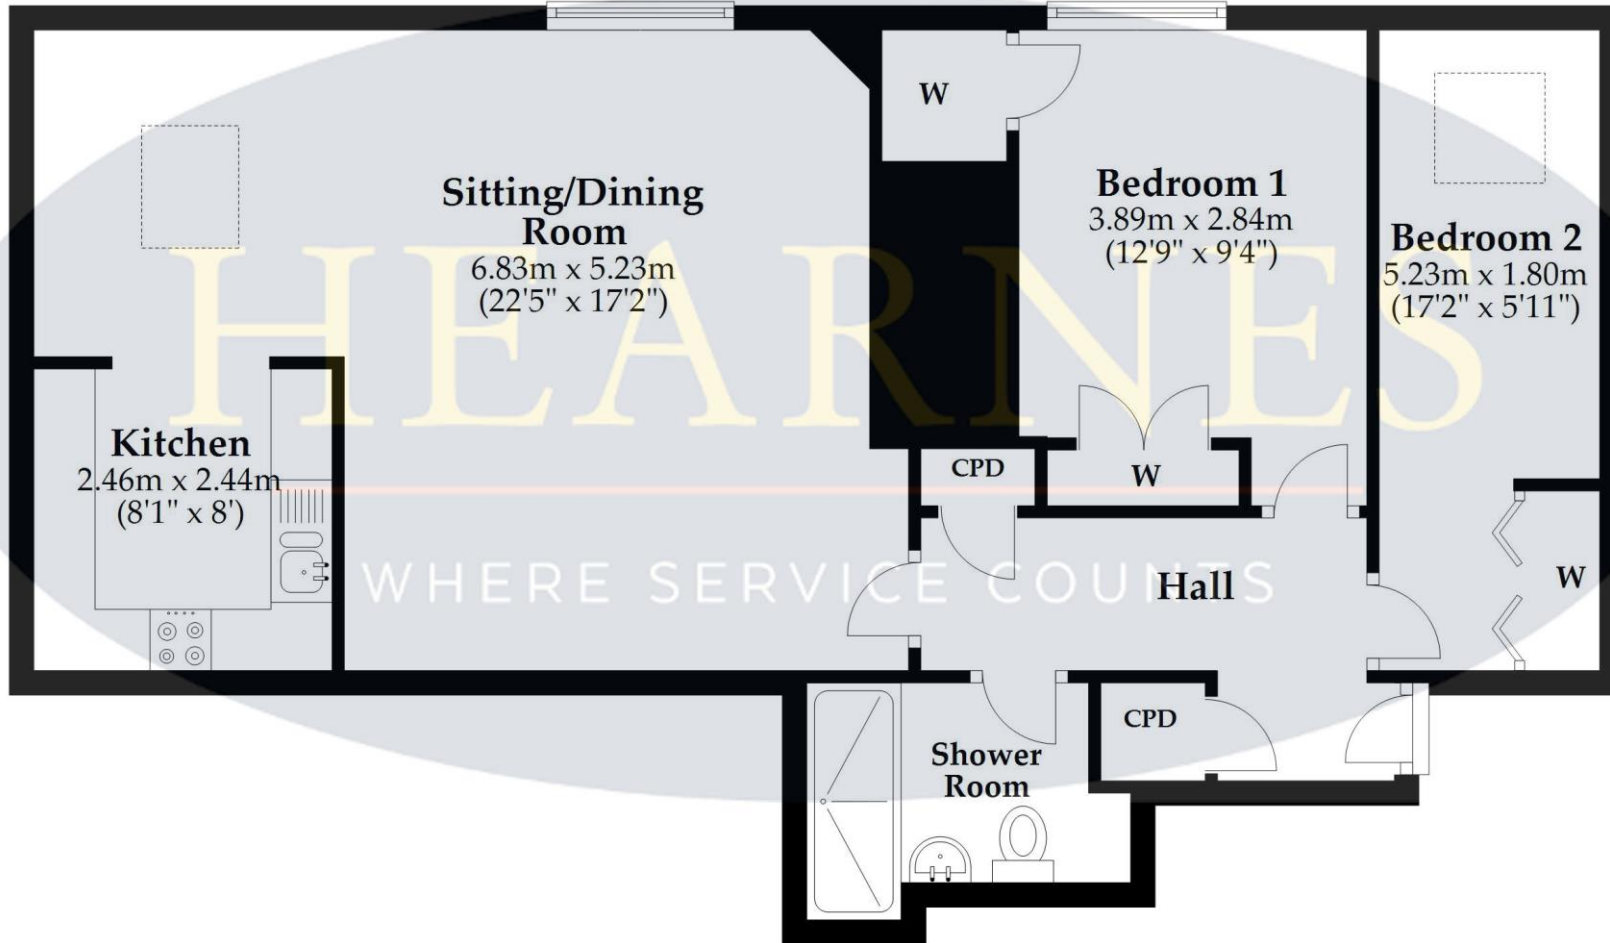 Sitting/Dining
Room
6.83m x 5.23m
(22'5" x 17'2")
W
Bedroom 1
3.89m x 2.84m
(12'9" x 9'4")
Bedroom 2
5.23m x 1.80m
(17'2" x 5'11")
HEARNES
Kitchen
2.46m x 2.44m
(8'1" x 8')
CPD
W
WHERE SERVICE COUNTS
Hall
W
Shower
Room
CPD